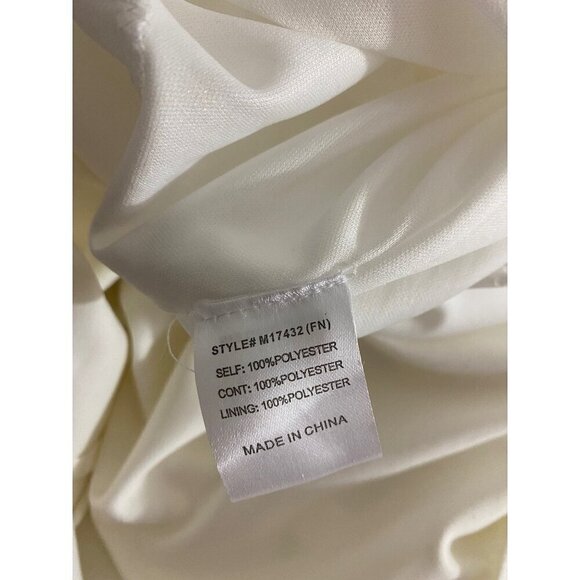 STYLE# M17432 (FN)
SELF: 100%POLYESTER
CONT: 100%POLYESTER
LINING: 100%POLYESTER
MADE IN CHINA